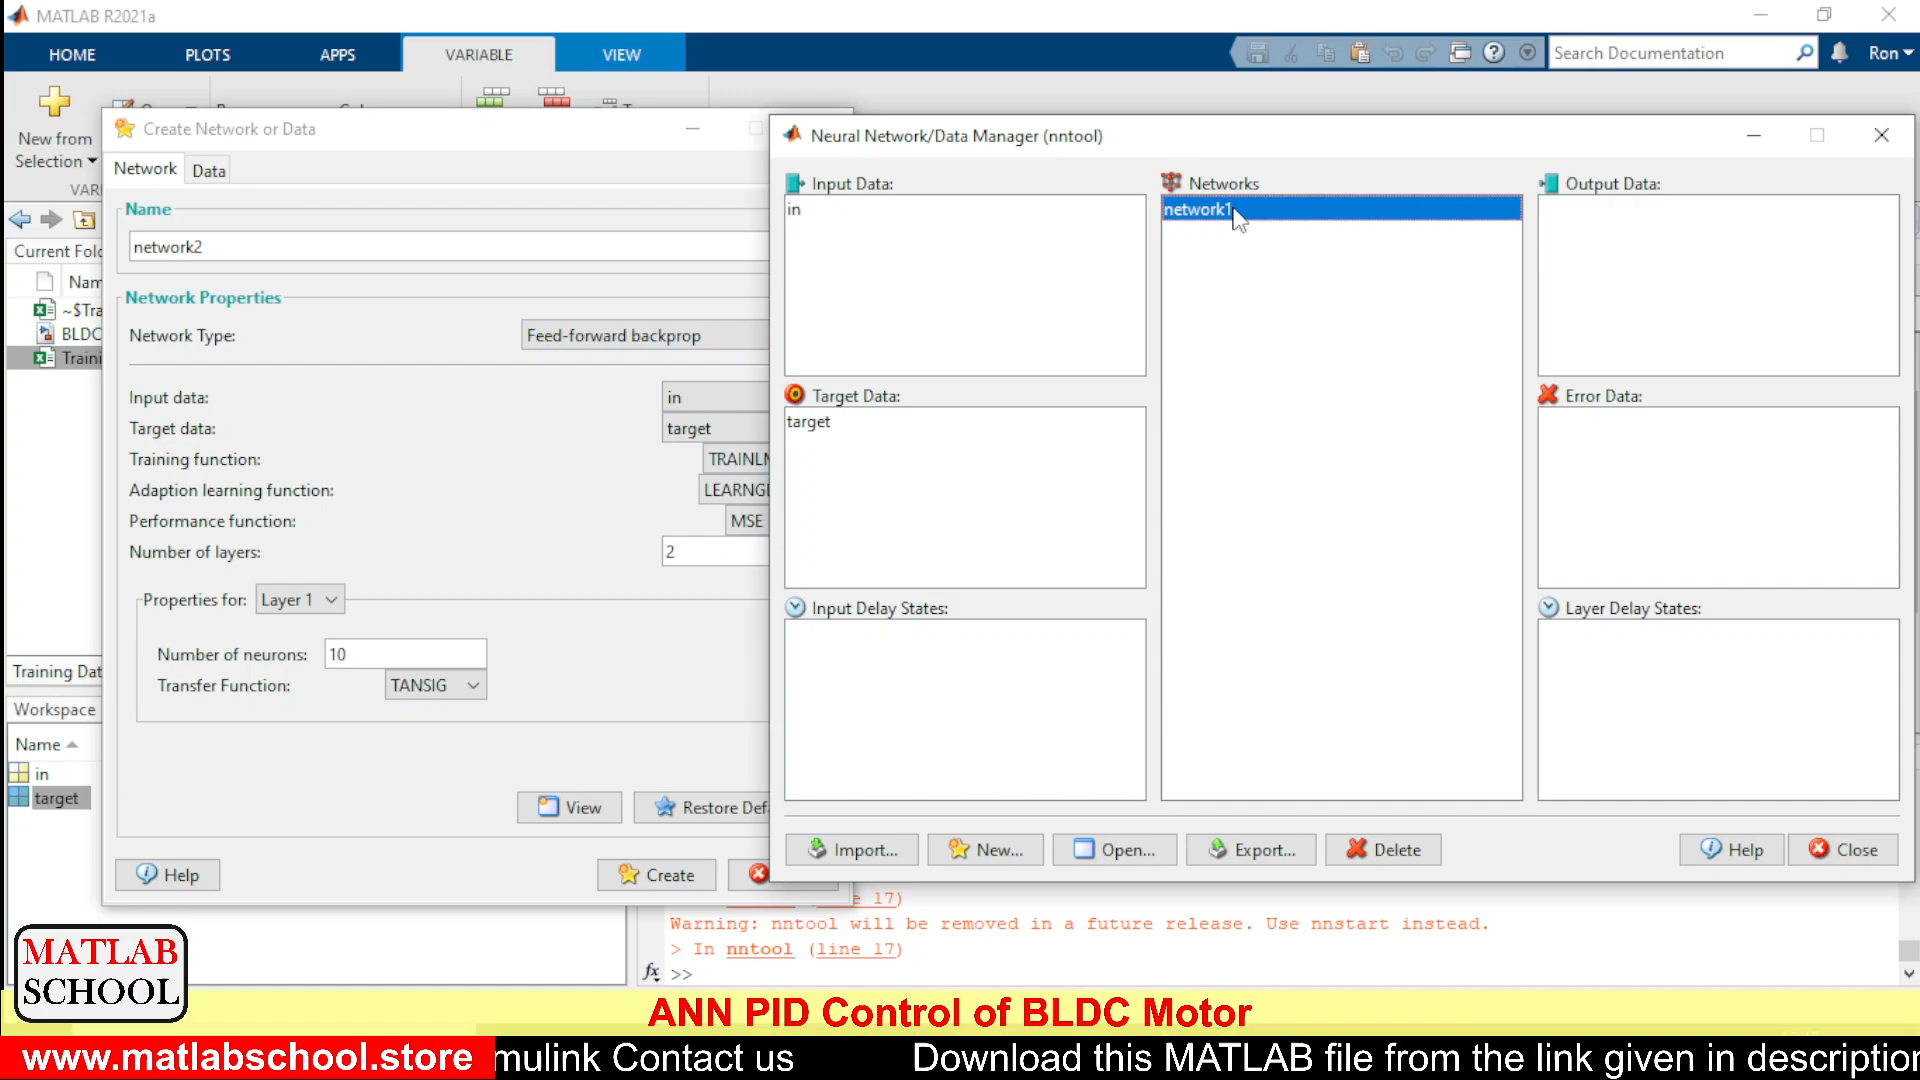 MATLAB R2021a
HOME PLOTS APPS VARIABLE VIEW
Search Documentation
Ron
New from
Selection
Create Network or Data
Network Data
Name
network2
Network Properties
Network Type: Feed-forward backprop
Input data: in
Target data: target
Training function:
Adaption learning function:
Performance function: MSE
Number of layers: 2
Properties for: Layer 1
Number of neurons: 10
Transfer Function: TANSIG
View
Help
Create
Neural Network/Data Manager (nntool)
Input Data:
in
Networks
network1
Output Data:
Target Data:
target
Error Data:
Input Delay States:
Layer Delay States:
Import... New... Open... Export... Delete Help Close
Workspace
Name
in
target
17)
Warning: nntool will be removed in a future release. Use nnstart instead.
> In nntool (line 17)
fx >>
MATLAB
SCHOOL
ANN PID Control of BLDC Motor
www.matlabschool.store
mulink Contact us Download this MATLAB file from the link given in description